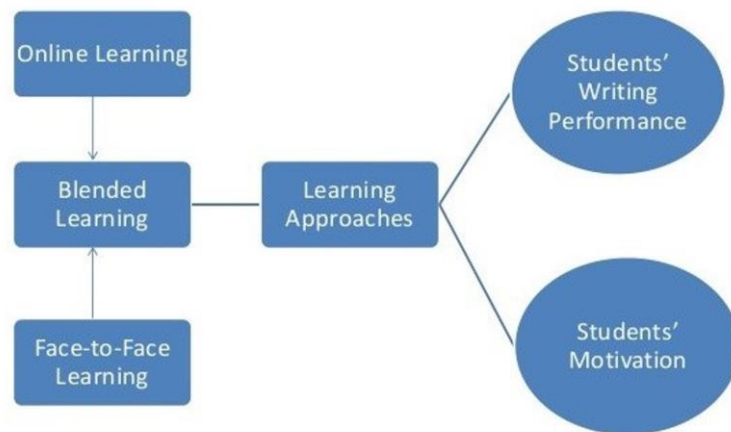 Online Learning
Blended
Learning
Face-to-Face
Learning
Learning
Approaches
Students’
Writing
Performance
Students’
Motivation